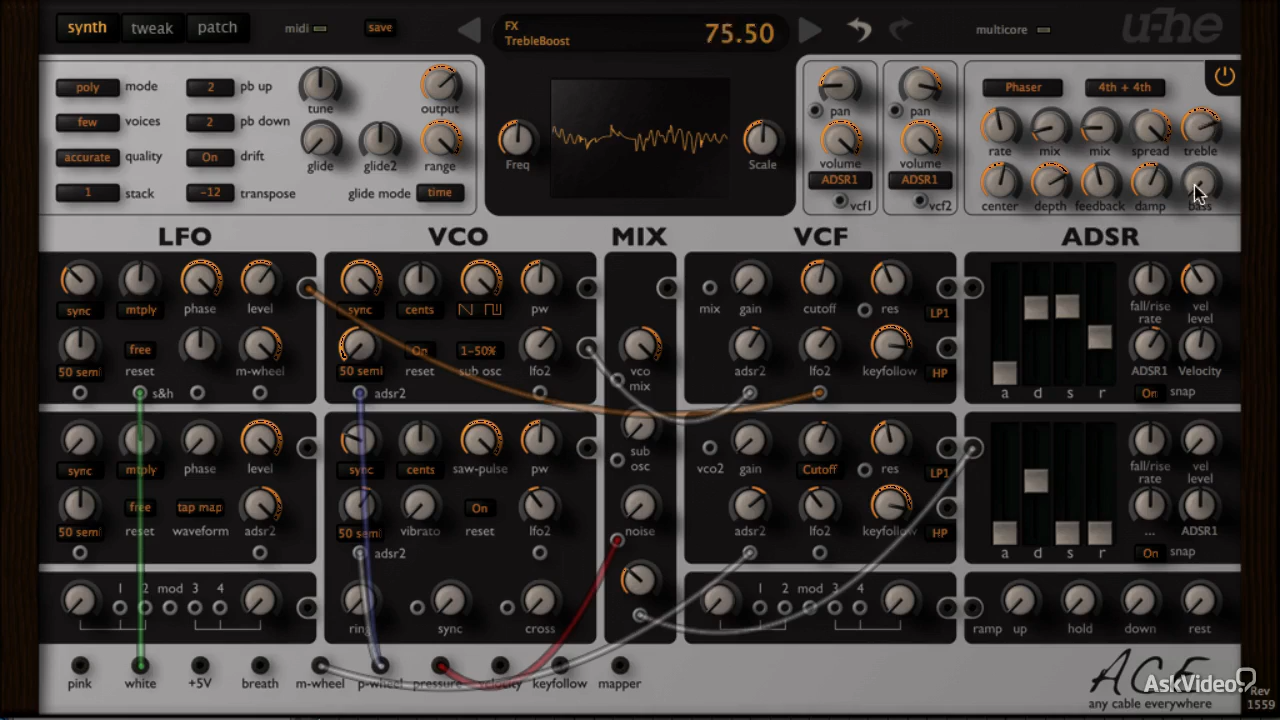 synth tweak patch midi save
FX
TrebleBoost 75.50
multicore u-he
poly mode 2 pb up tune output
few voices 2 pb down
accurate quality On drift glide glide2 range
1 stack -12 transpose glide mode time
Freq Scale
pan pan
volume volume
ADSR1 ADSR1
vcf1 vcf2
Phaser 4th + 4th
rate mix mix spread treble
center depth feedback damp bass
LFO VCO MIX VCF ADSR
sync mtply phase level
50 semi free reset m-wheel
s&h
sync cents pw
50 semi On reset 1-50% sub osc lfo2
adsr2
vco mix
mix gain cutoff res LP1
adsr2 lfo2 keyfollow HP
fall/rise rate vel level
ADSR1 Velocity
a d s r On snap
sync mtply phase level
50 semi free reset tap map waveform adsr2
sync cents saw-pulse pw
50 semi vibrato On reset lfo2
adsr2
sub osc
noise
vco2 gain Cutoff res LP1
adsr2 lfo2 keyfollow HP
fall/rise rate vel level
... ADSR1
a d s r On snap
1 2 mod 3 4
ring sync cross
1 2 mod 3 4
ramp up hold down rest
pink white +5V breath m-wheel p-wheel pressure velocity keyfollow mapper
ACE
any cable everywhere
AskVideo
Rev
1559